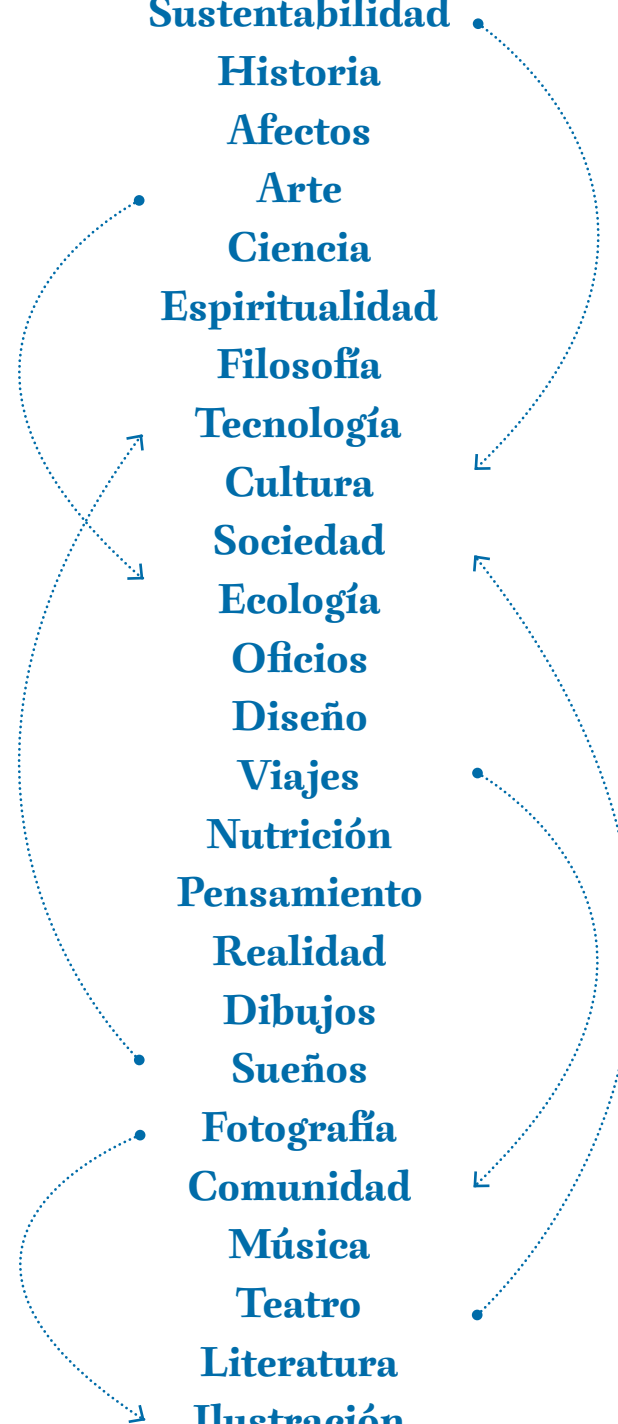 Sustentabilidad
Historia
Afectos
Arte
Ciencia
Espiritualidad
Filosofía
Tecnología
Cultura
Sociedad
Ecología
Oficios
Diseño
Viajes
Nutrición
Pensamiento
Realidad
Dibujos
Sueños
Fotografía
Comunidad
Música
Teatro
Literatura
Ilustración